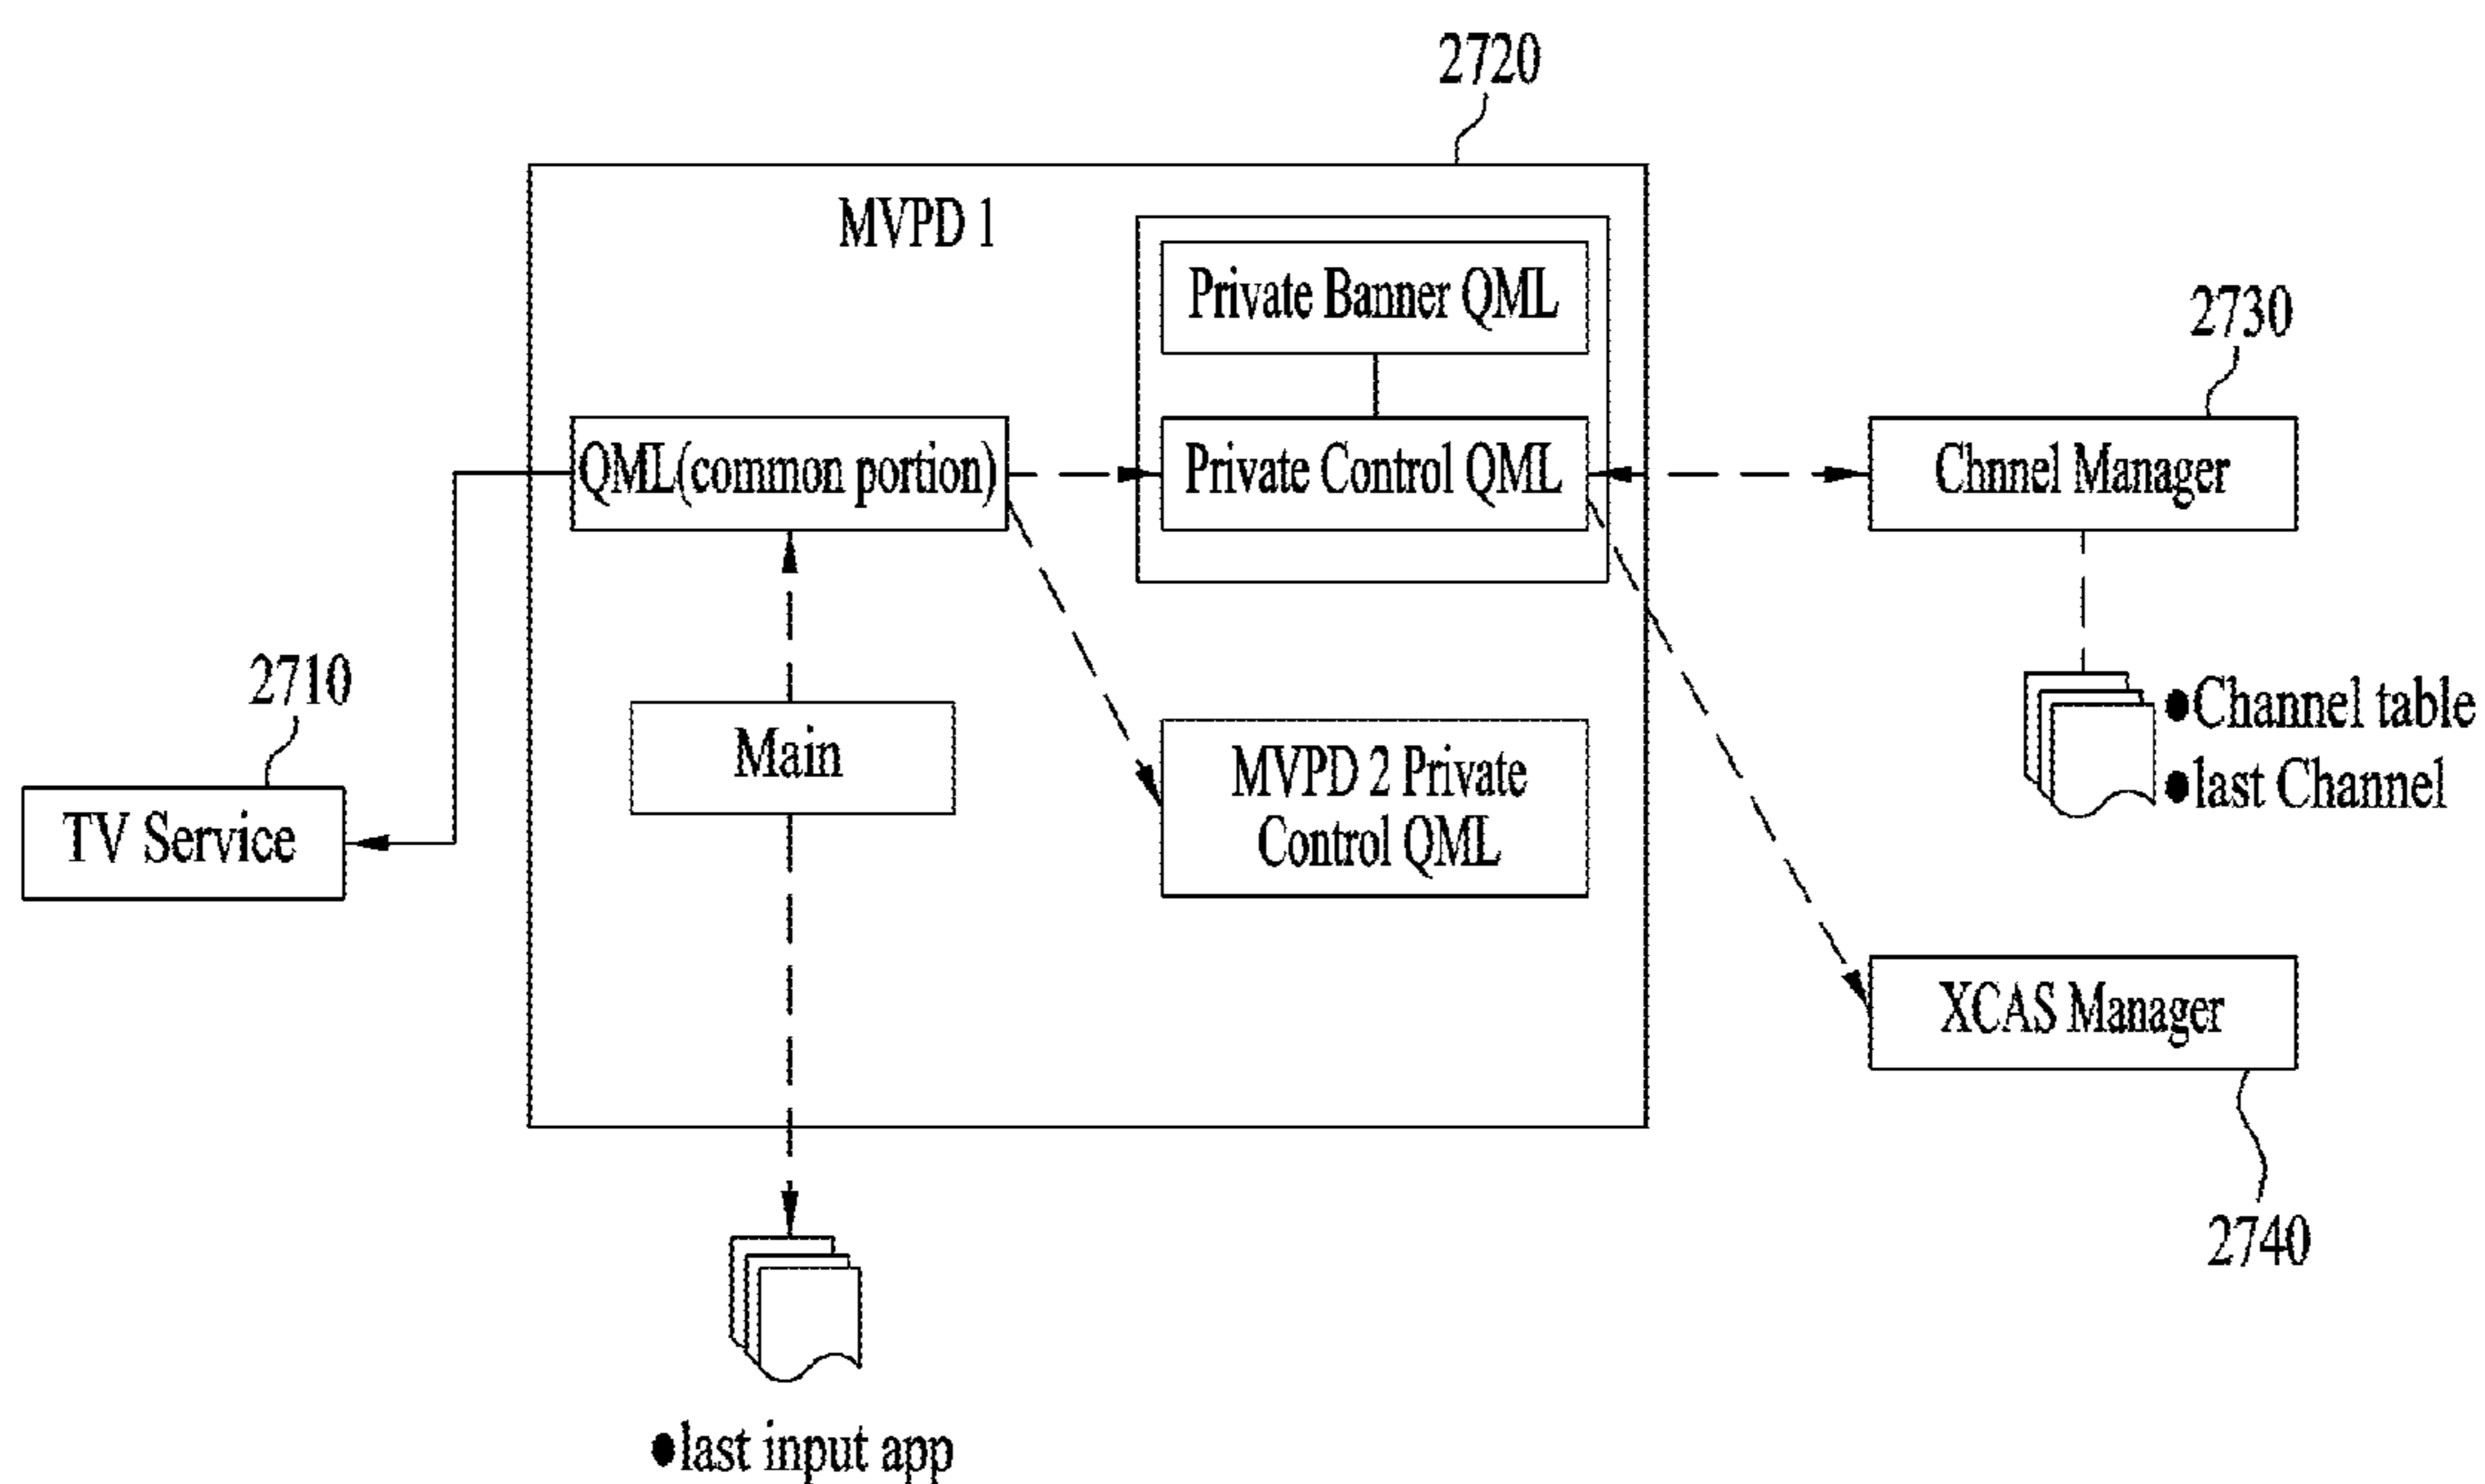 2720
MVPD 1
Private Banner QML
2730
QML(common portion)
Private Control QML
Chnnel Manager
2710
Main
MVPD 2 Private
Control QML
●Channel table
●last Channel
TV Service
XCAS Manager
2740
●last input app